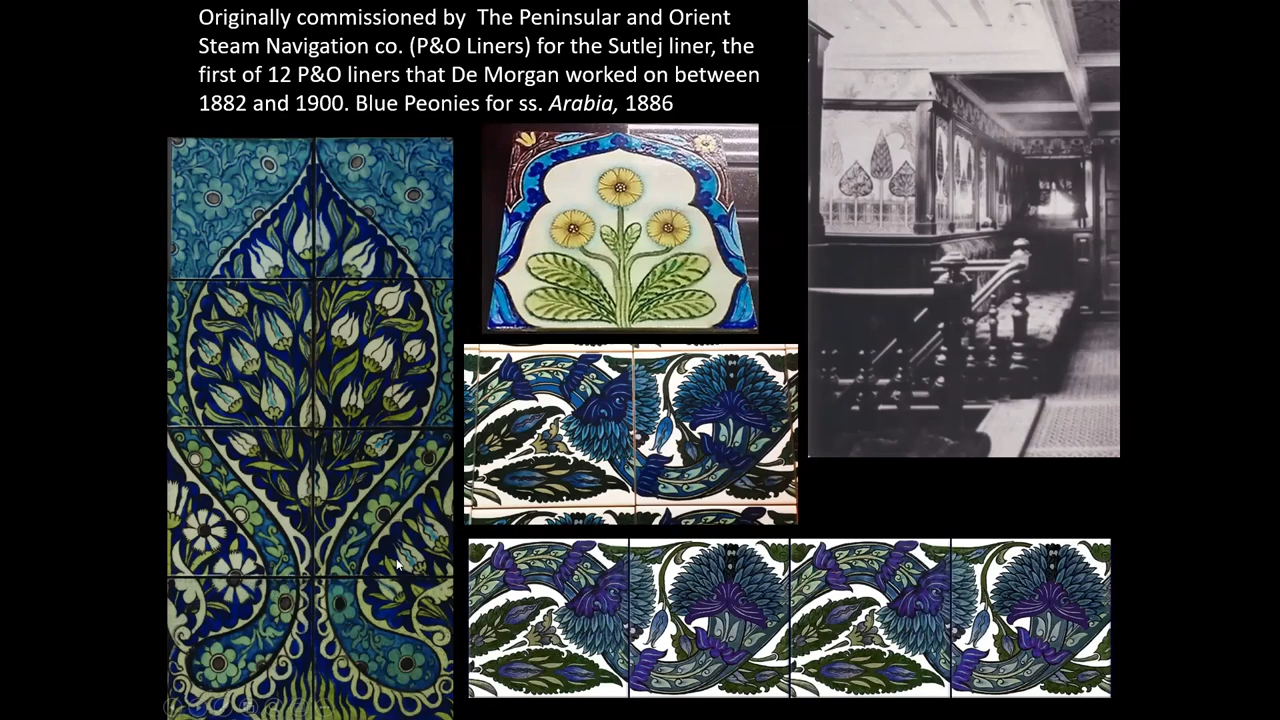 Originally commissioned by  The Peninsular and Orient
Steam Navigation co. (P&O Liners) for the Sutlej liner, the
first of 12 P&O liners that De Morgan worked on between
1882 and 1900. Blue Peonies for ss. Arabia, 1886